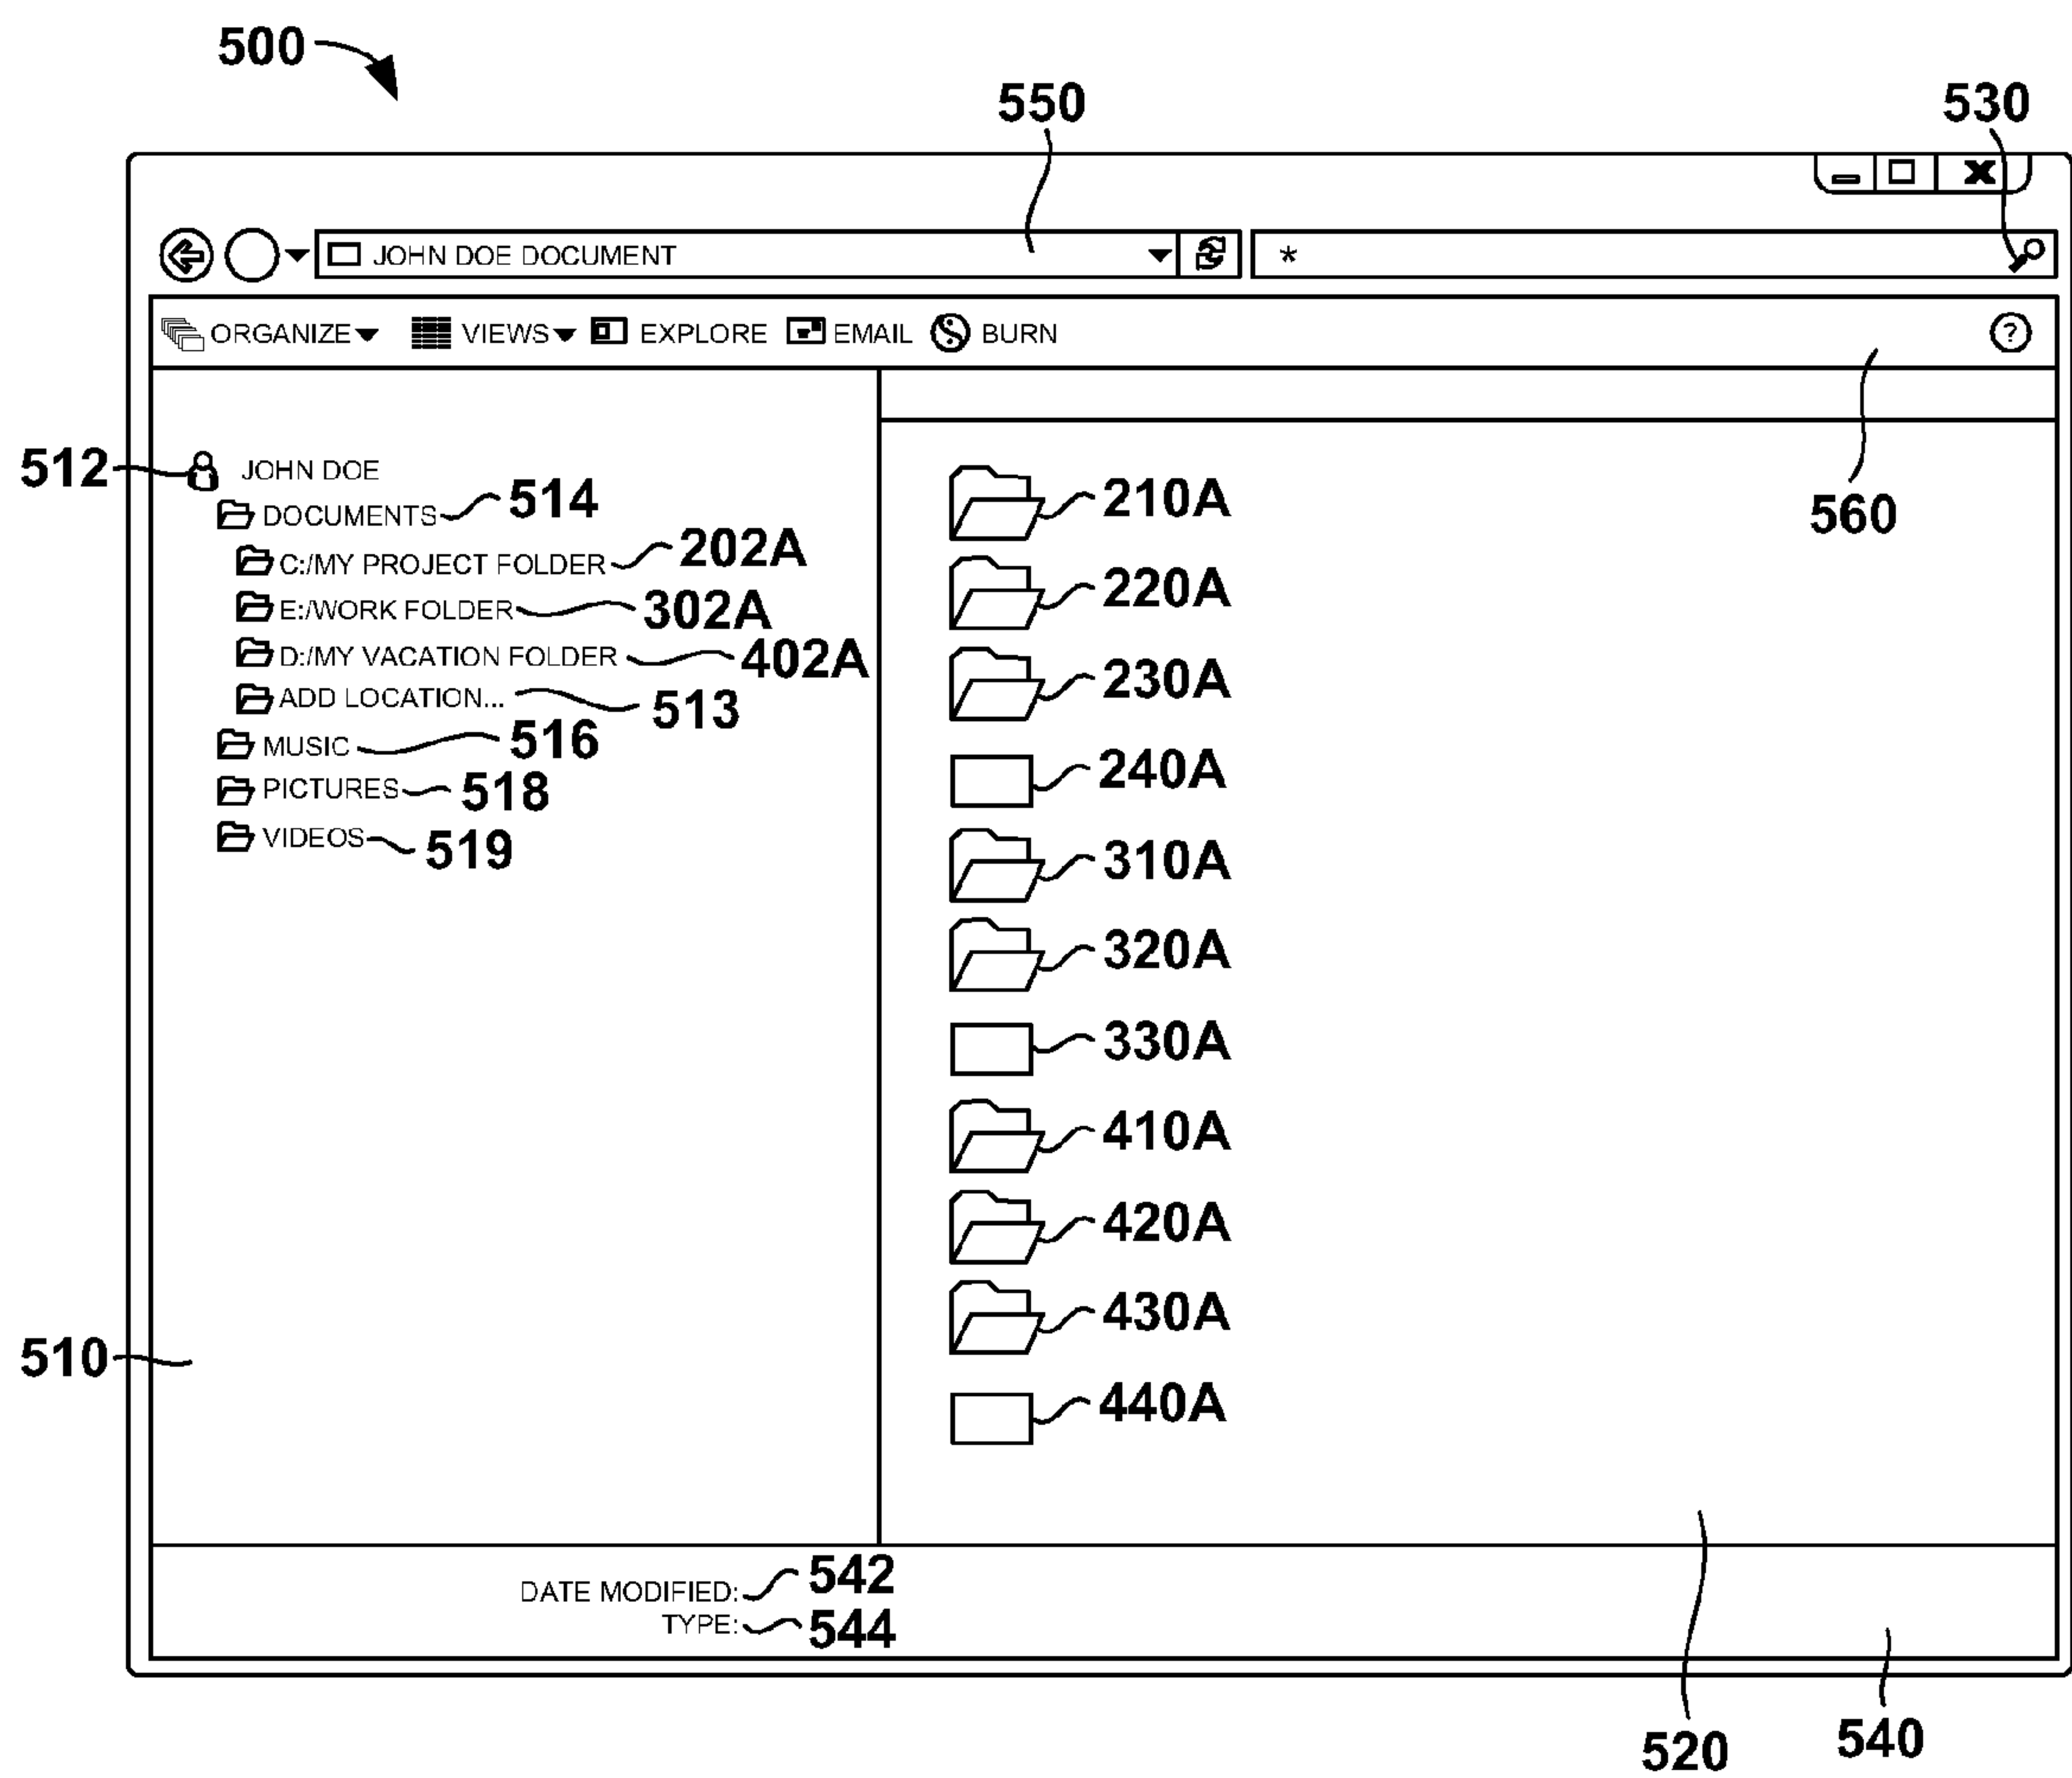 500
550
530
JOHN DOE DOCUMENT
*
ORGANIZE VIEWS EXPLORE EMAIL BURN ?
512 JOHN DOE
DOCUMENTS 514
C:/MY PROJECT FOLDER 202A
E:/WORK FOLDER 302A
D:/MY VACATION FOLDER 402A
ADD LOCATION... 513
MUSIC 516
PICTURES 518
VIDEOS 519
510
210A
560
220A
230A
240A
310A
320A
330A
410A
420A
430A
440A
DATE MODIFIED: 542
TYPE: 544
520
540